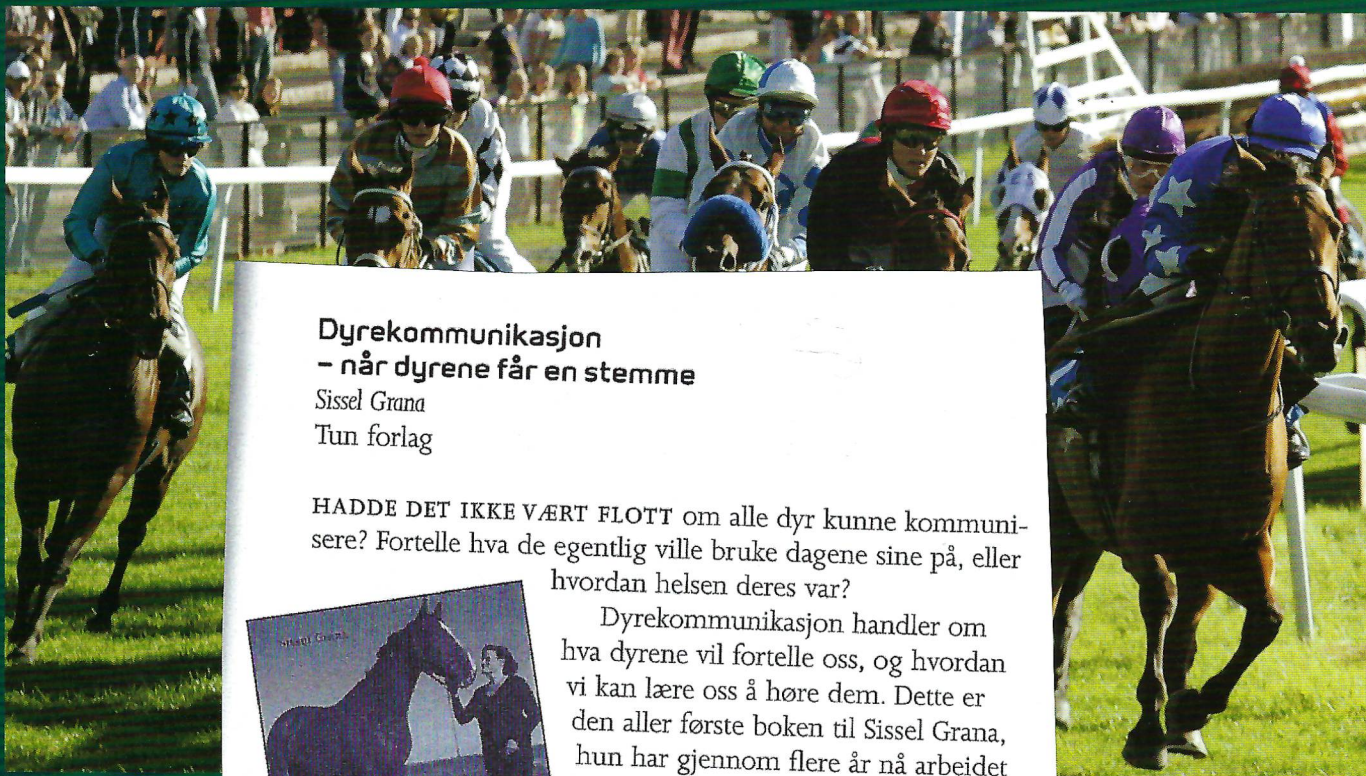 Dyrekommunikasjon
– når dyrene får en stemme
Sissel Grana
Tun forlag
HADDE DET IKKE VÆRT FLOTT om alle dyr kunne kommuni-
sere? Fortelle hva de egentlig ville bruke dagene sine på, eller
hvordan helsen deres var?
Dyrekommunikasjon handler om
hva dyrene vil fortelle oss, og hvordan
vi kan lære oss å høre dem. Dette er
den aller første boken til Sissel Grana,
hun har gjennom flere år nå arbeidet
Sissel Grana